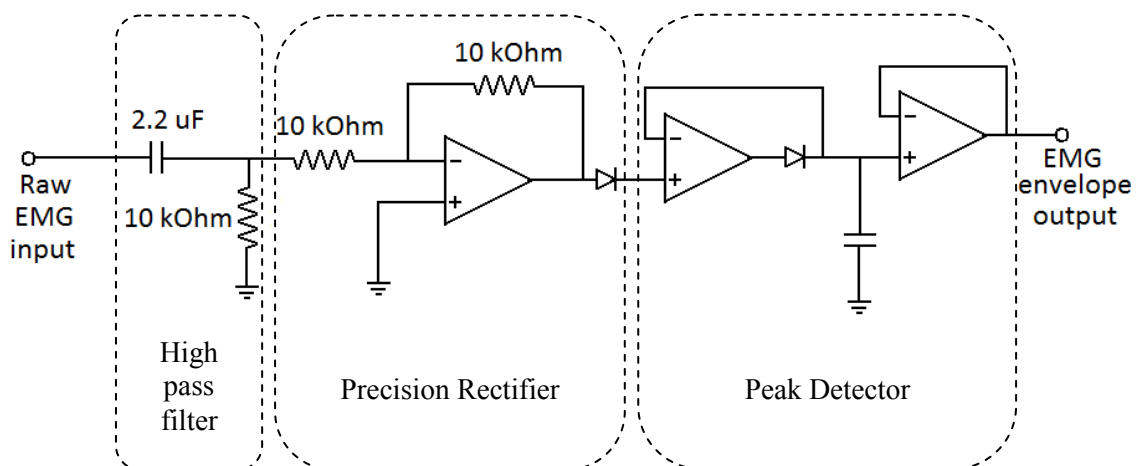 10 kOhm
2.2 uF
10 kOhm
Raw
EMG
input
10 kOhm
-
+
-
+
-
+
EMG
envelope
output
High
pass
filter
Precision Rectifier
Peak Detector